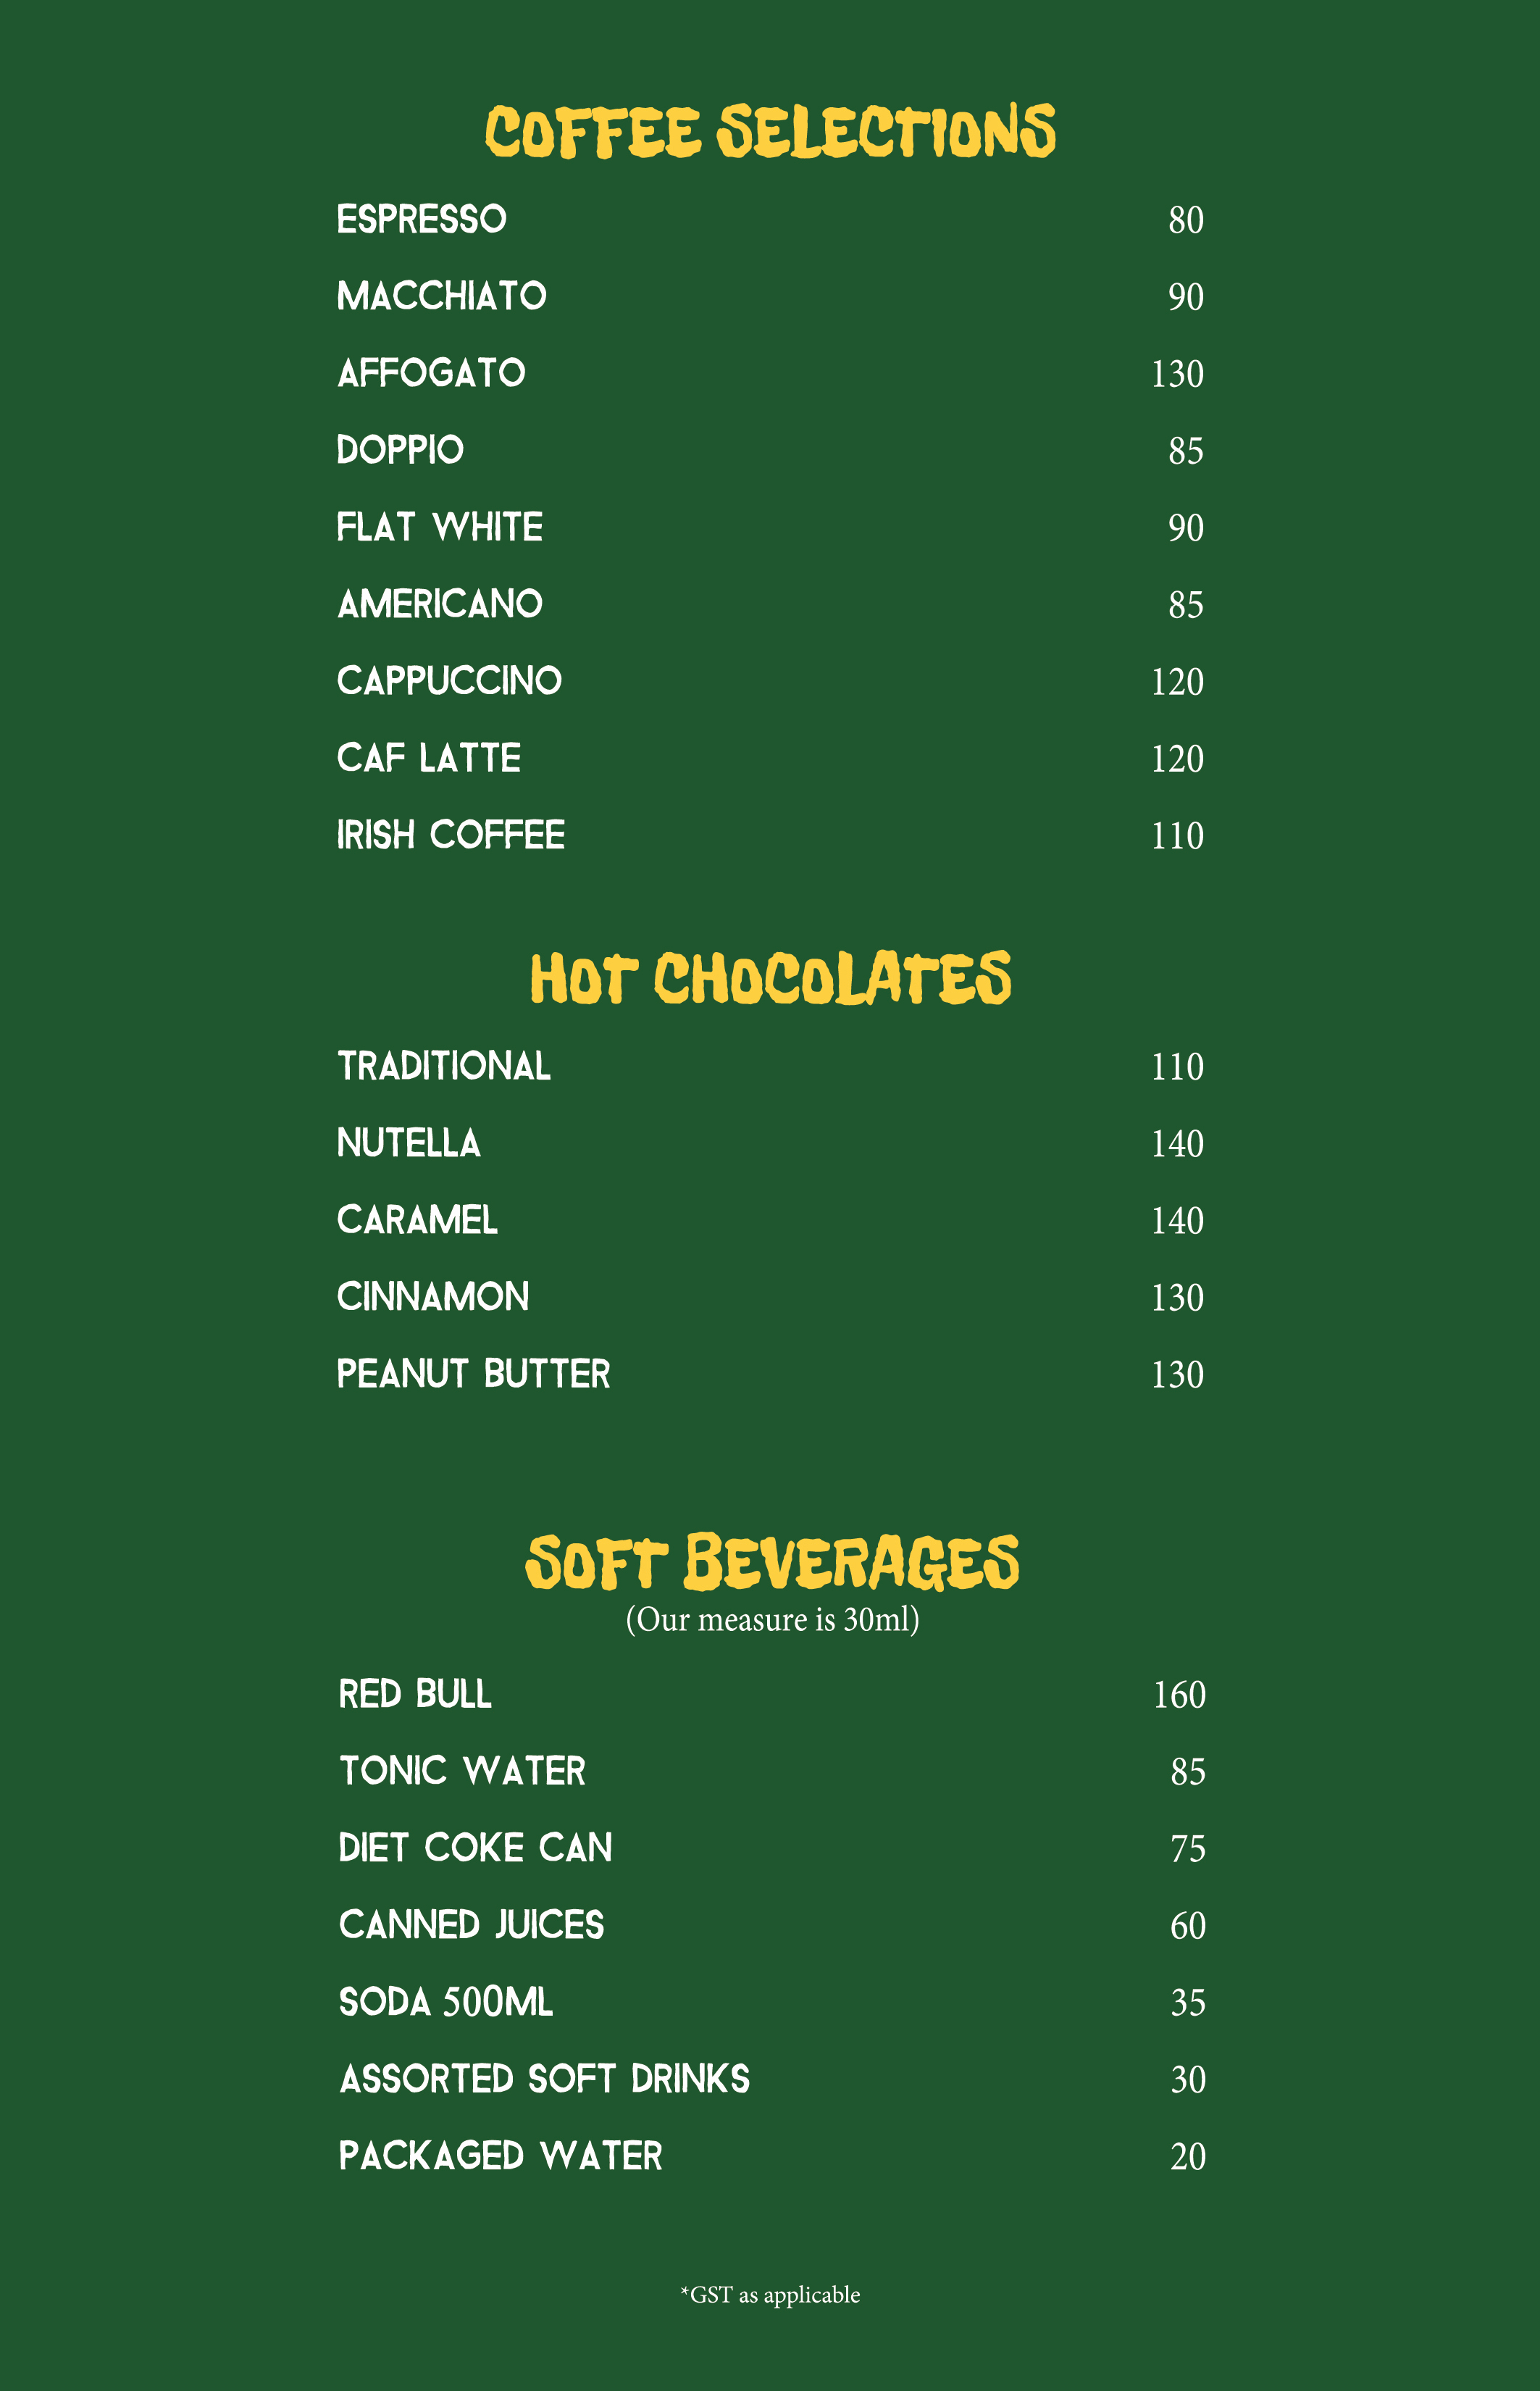 COFFEE SELECTIONS
ESPRESSO 80
MACCHIATO 90
AFFOGATO 130
DOPPIO 85
FLAT WHITE 90
AMERICANO 85
CAPPUCCINO 120
CAF LATTE 120
IRISH COFFEE 110
HOT CHOCOLATES
TRADITIONAL 110
NUTELLA 140
CARAMEL 140
CINNAMON 130
PEANUT BUTTER 130
SOFT BEVERAGES
(Our measure is 30ml)
RED BULL 160
TONIC WATER 85
DIET COKE CAN 75
CANNED JUICES 60
SODA 500ML 35
ASSORTED SOFT DRINKS 30
PACKAGED WATER 20
*GST as applicable